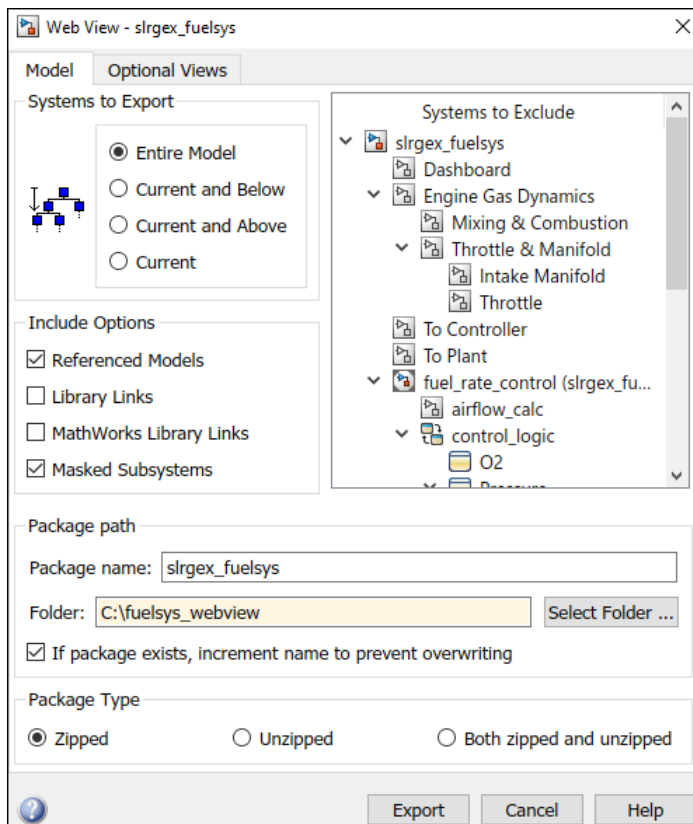 Web View - slrgex_fuelsys
Model
Optional Views
Systems to Export
Entire Model
Current and Below
Current and Above
Current
Include Options
Referenced Models
Library Links
MathWorks Library Links
Masked Subsystems
Systems to Exclude
slrgex_fuelsys
Dashboard
Engine Gas Dynamics
Mixing & Combustion
Throttle & Manifold
Intake Manifold
Throttle
To Controller
To Plant
fuel_rate_control (slrgex_fu...
airflow_calc
control_logic
O2
Pressure
Package path
Package name: slrgex_fuelsys
Folder: C:\fuelsys_webview
Select Folder ...
If package exists, increment name to prevent overwriting
Package Type
Zipped
Unzipped
Both zipped and unzipped
?
Export
Cancel
Help